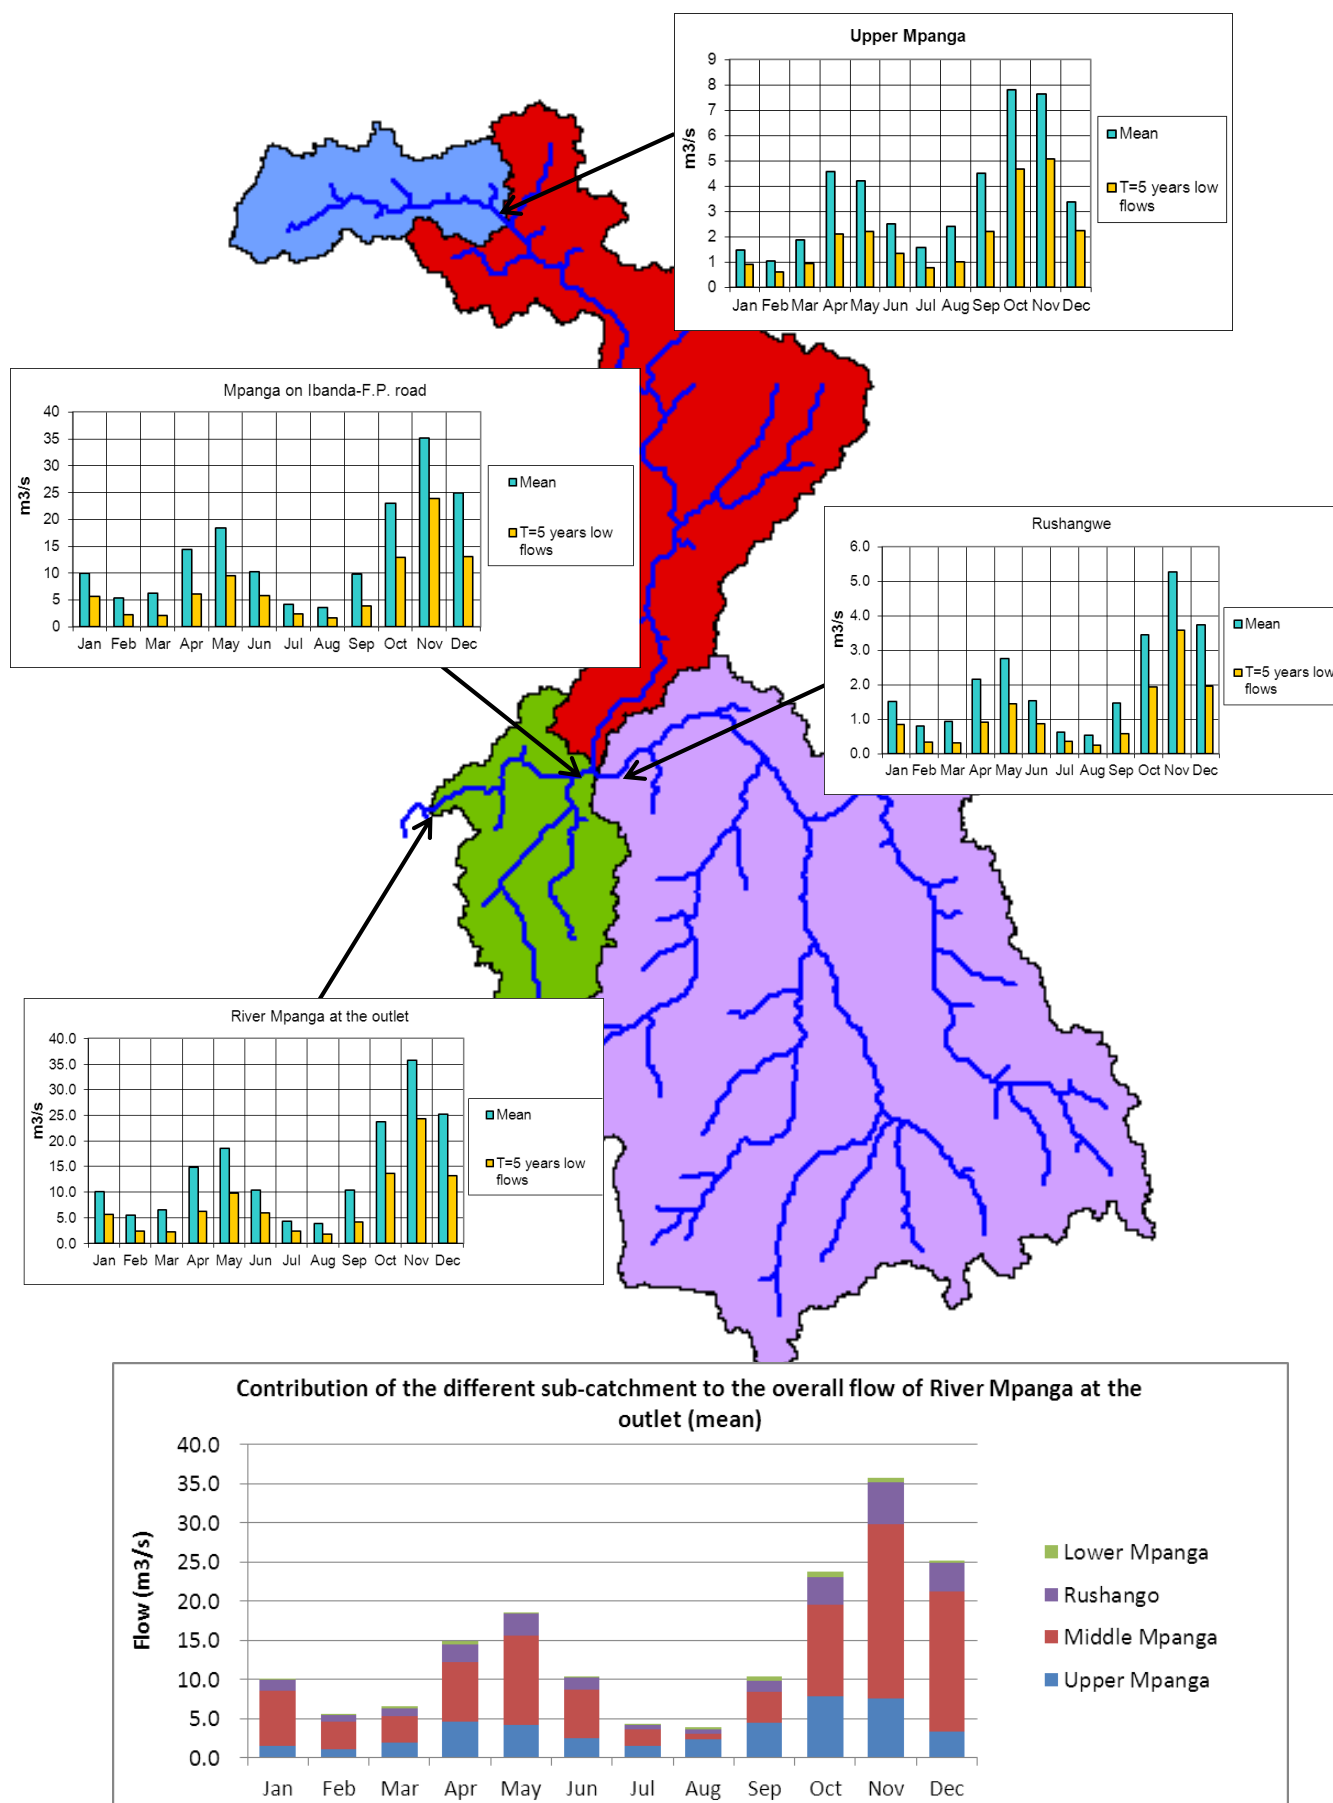 Upper Mpanga
9
8
7
6
5
4
3
2
1
0
m3/s
Jan Feb Mar Apr May Jun Jul Aug Sep Oct Nov Dec
Mean
T=5 years low
flows
Mpanga on Ibanda-F.P. road
40
35
30
25
20
15
10
5
0
m3/s
Jan Feb Mar Apr May Jun Jul Aug Sep Oct Nov Dec
Mean
T=5 years low
flows
Rushangwe
6.0
5.0
4.0
3.0
2.0
1.0
0.0
m3/s
Jan Feb Mar Apr May Jun Jul Aug Sep Oct Nov Dec
Mean
T=5 years low
flows
River Mpanga at the outlet
40.0
35.0
30.0
25.0
20.0
15.0
10.0
5.0
0.0
m3/s
Jan Feb Mar Apr May Jun Jul Aug Sep Oct Nov Dec
Mean
T=5 years low
flows
Contribution of the different sub-catchment to the overall flow of River Mpanga at the
outlet (mean)
40.0
35.0
30.0
25.0
20.0
15.0
10.0
5.0
0.0
Flow (m3/s)
Jan Feb Mar Apr May Jun Jul Aug Sep Oct Nov Dec
Lower Mpanga
Rushango
Middle Mpanga
Upper Mpanga